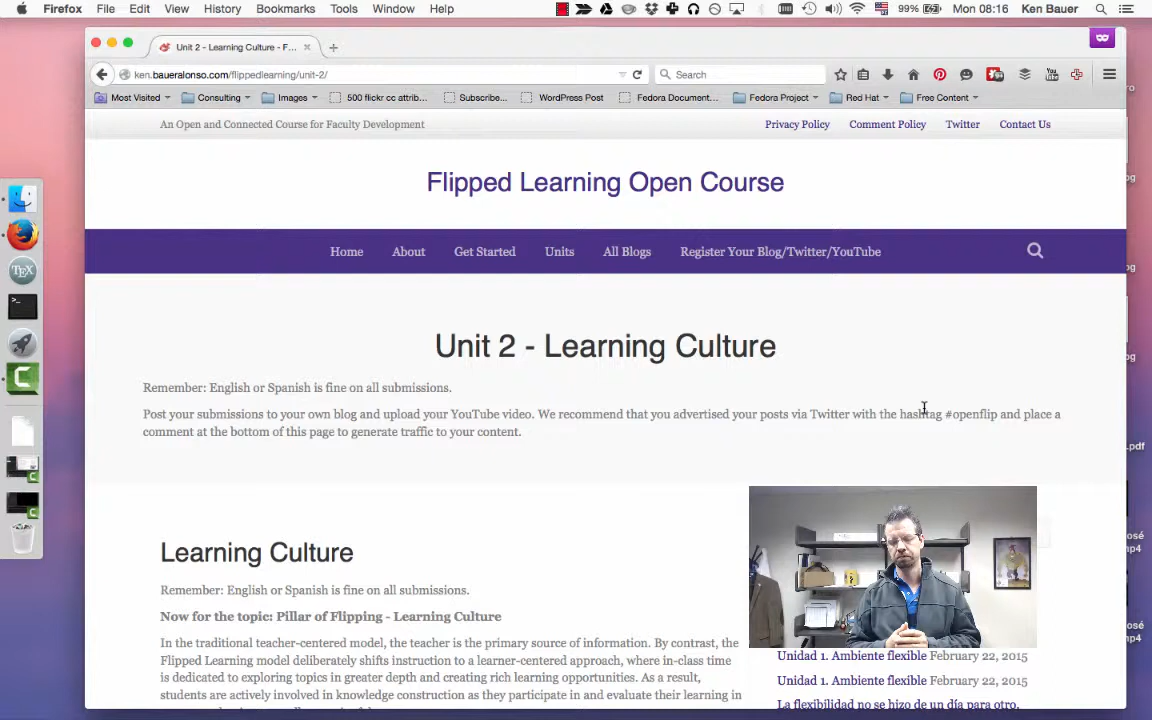 Firefox File Edit View History Bookmarks Tools Window Help 99% Mon 08:16 Ken Bauer
Unit 2 - Learning Culture - F...
ken.baueralonso.com/flippedlearning/unit-2/ Search
Most Visited Consulting Images 500 flickr cc attrib... Subscribe... WordPress Post Fedora Document... Fedora Project Red Hat Free Content
An Open and Connected Course for Faculty Development Privacy Policy Comment Policy Twitter Contact Us
Flipped Learning Open Course
Home About Get Started Units All Blogs Register Your Blog/Twitter/YouTube
Unit 2 - Learning Culture
Remember: English or Spanish is fine on all submissions.
Post your submissions to your own blog and upload your YouTube video. We recommend that you advertised your posts via Twitter with the hashtag #openflip and place a
comment at the bottom of this page to generate traffic to your content.
Learning Culture
Remember: English or Spanish is fine on all submissions.
Now for the topic: Pillar of Flipping - Learning Culture
In the traditional teacher-centered model, the teacher is the primary source of information. By contrast, the
Flipped Learning model deliberately shifts instruction to a learner-centered approach, where in-class time
is dedicated to exploring topics in greater depth and creating rich learning opportunities. As a result,
students are actively involved in knowledge construction as they participate in and evaluate their learning in
Unidad 1. Ambiente flexible February 22, 2015
Unidad 1. Ambiente flexible February 22, 2015
La flexibilidad no se hizo de un día para otro,
TEX
.pdf
osé
mp4
osé
mp4